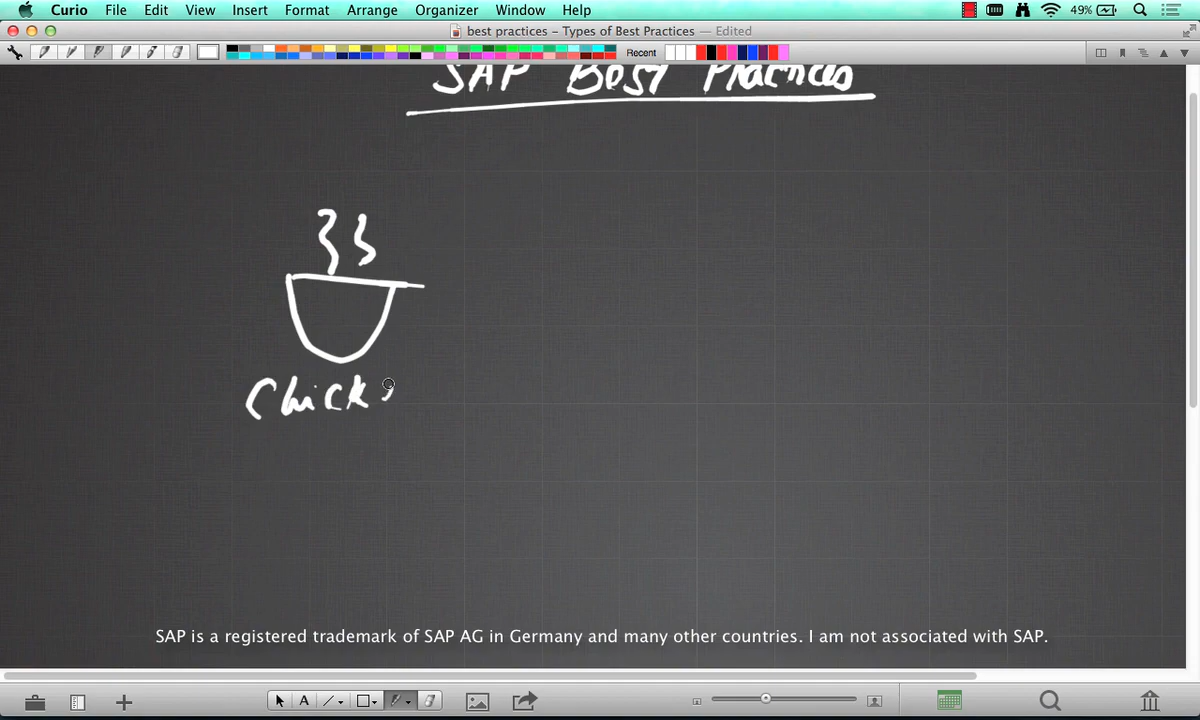 Curio File Edit View Insert Format Arrange Organizer Window Help 49%
best practices – Types of Best Practices — Edited
Recent
SAP Best Practices
Chick
SAP is a registered trademark of SAP AG in Germany and many other countries. I am not associated with SAP.
A